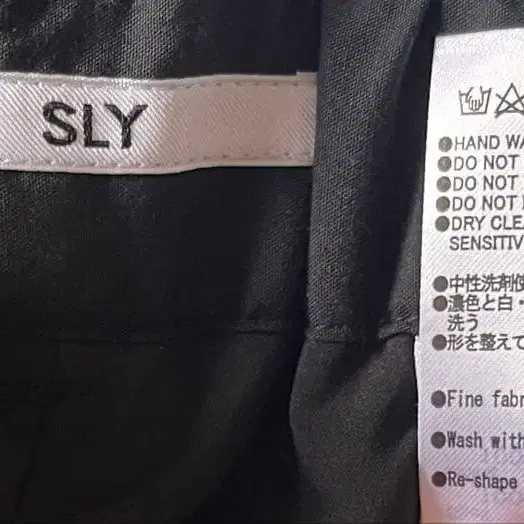 SLY
●HAND WA
●DO NOT
●DO NOT
●DO NOT
●DRY CLE
SENSITIV
●中性洗剤使
●濃色と白・
洗う
●形を整えて
●Fine fabr
●Wash with
●Re-shape